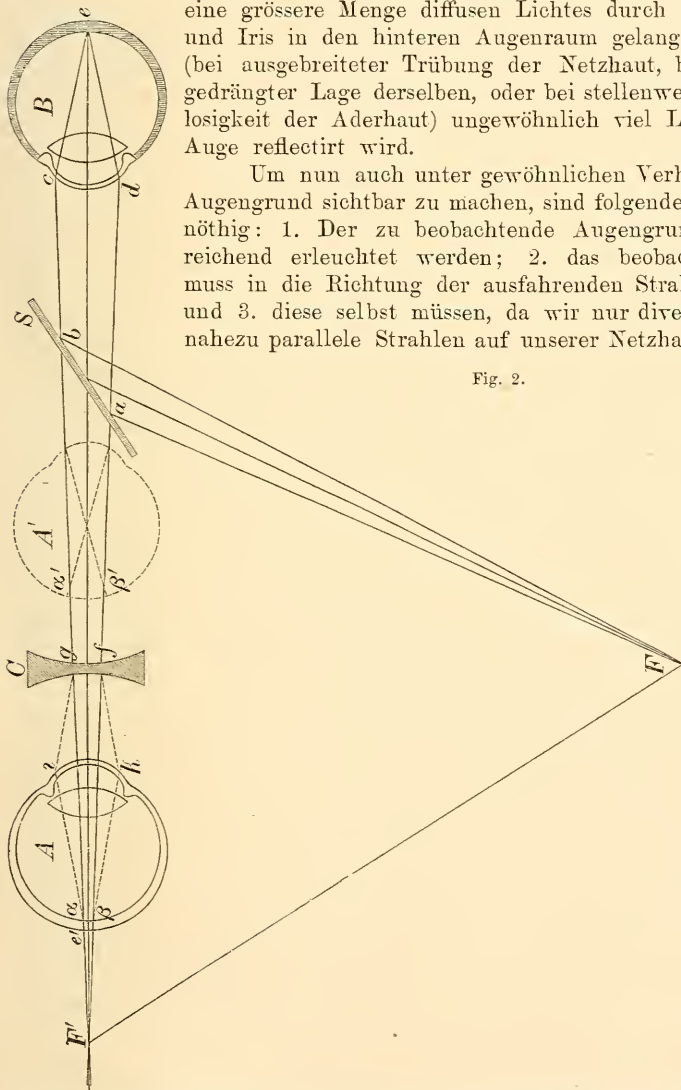 eine grössere Menge diffusen Lichtes durch
und Iris in den hinteren Augenraum gelang
(bei ausgebreiteter Trübung der Netzhaut, b
gedrängter Lage derselben, oder bei stellenwe
losigkeit der Aderhaut) ungewöhnlich viel L
Auge reflectirt wird.
Um nun auch unter gewöhnlichen Verh
Augengrund sichtbar zu machen, sind folgende
nöthig: 1. Der zu beobachtende Augengru
reichend erleuchtet werden; 2. das beobac
muss in die Richtung der ausfahrenden Stra
und 3. diese selbst müssen, da wir nur dive
nahezu parallele Strahlen auf unserer Netzha
Fig. 2.
e
B
c
d
S
b
a
A'
α'
β'
C
g
f
i
k
A
α
β
e'
F'
F